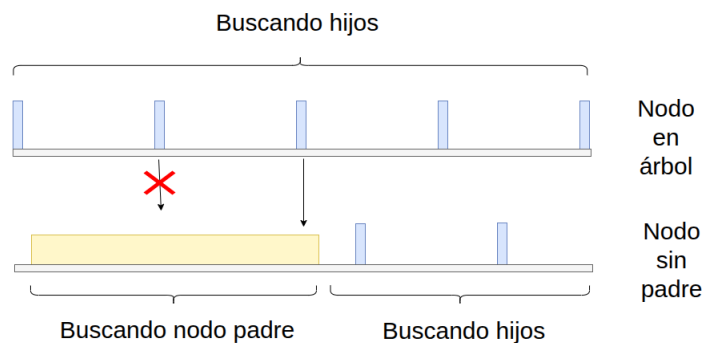 Buscando hijos
Nodo
en
árbol
Nodo
sin
padre
Buscando nodo padre
Buscando hijos